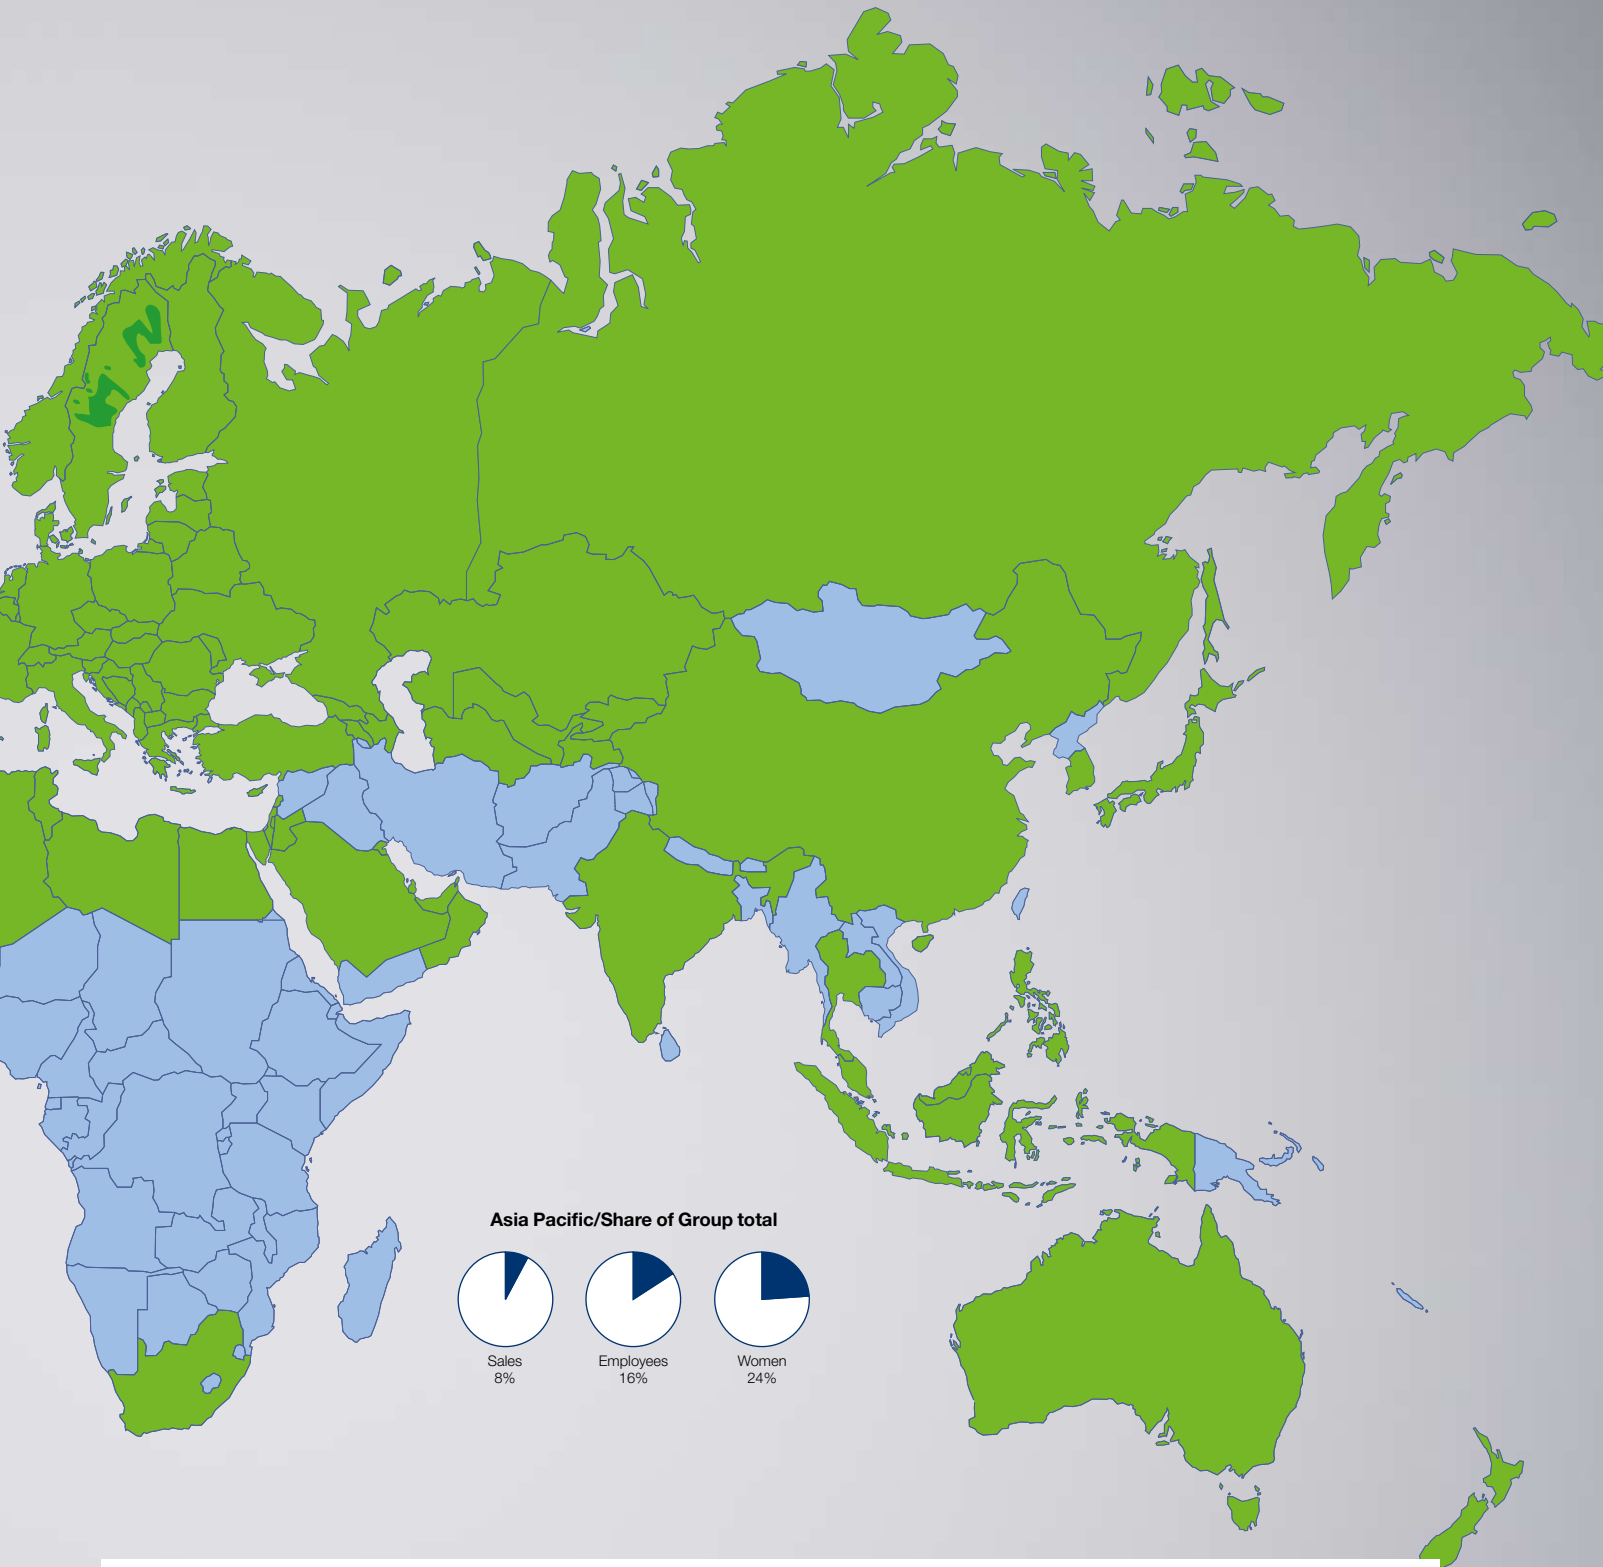 Asia Pacific/Share of Group total
Sales
8%
Employees
16%
Women
24%